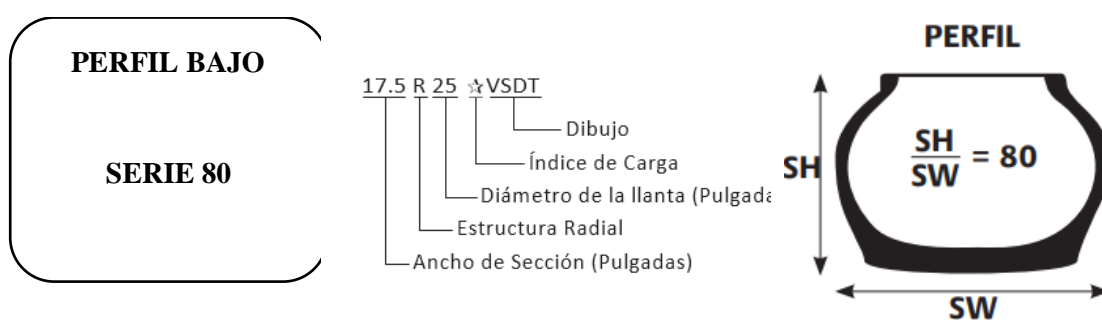 PERFIL BAJO
SERIE 80
17.5 R 25 ☆ VSDT
Dibujo
Índice de Carga
Diámetro de la llanta (Pulgada
Estructura Radial
Ancho de Sección (Pulgadas)
PERFIL
SH
SH
SW
= 80
SW